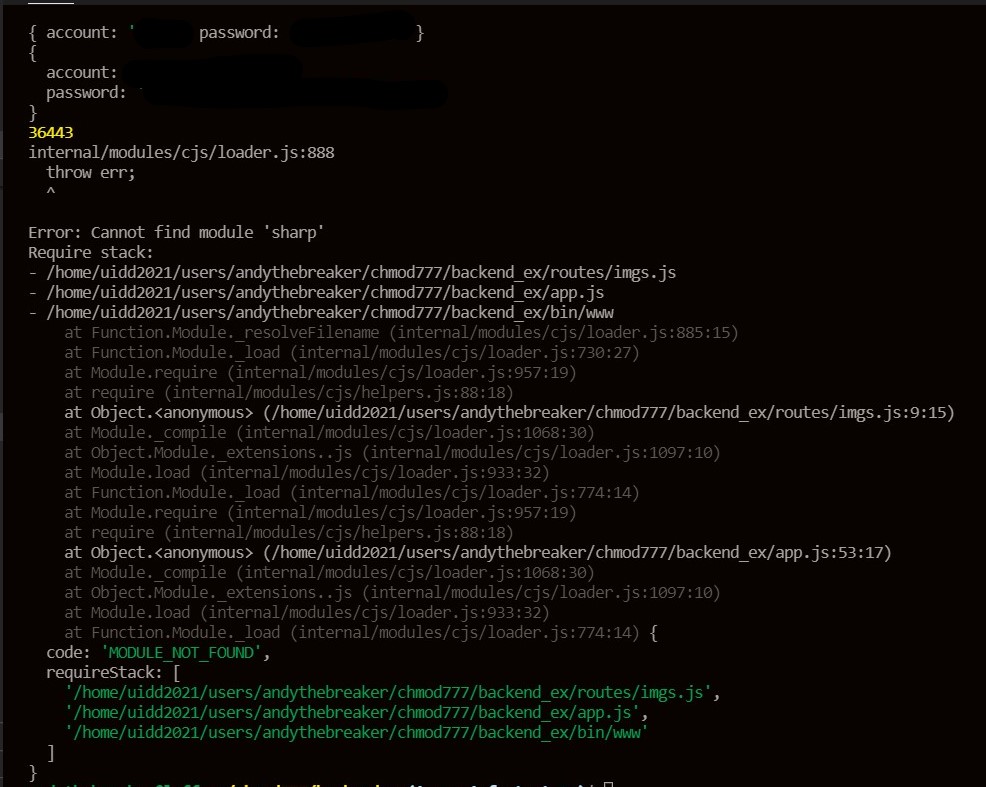 { account: ' password: }
{
  account:
  password:
}
36443
internal/modules/cjs/loader.js:888
  throw err;
  ^
Error: Cannot find module 'sharp'
Require stack:
- /home/uidd2021/users/andythebreaker/chmod777/backend_ex/routes/imgs.js
- /home/uidd2021/users/andythebreaker/chmod777/backend_ex/app.js
- /home/uidd2021/users/andythebreaker/chmod777/backend_ex/bin/www
    at Function.Module._resolveFilename (internal/modules/cjs/loader.js:885:15)
    at Function.Module._load (internal/modules/cjs/loader.js:730:27)
    at Module.require (internal/modules/cjs/loader.js:957:19)
    at require (internal/modules/cjs/helpers.js:88:18)
    at Object.<anonymous> (/home/uidd2021/users/andythebreaker/chmod777/backend_ex/routes/imgs.js:9:15)
    at Module._compile (internal/modules/cjs/loader.js:1068:30)
    at Object.Module._extensions..js (internal/modules/cjs/loader.js:1097:10)
    at Module.load (internal/modules/cjs/loader.js:933:32)
    at Function.Module._load (internal/modules/cjs/loader.js:774:14)
    at Module.require (internal/modules/cjs/loader.js:957:19)
    at require (internal/modules/cjs/helpers.js:88:18)
    at Object.<anonymous> (/home/uidd2021/users/andythebreaker/chmod777/backend_ex/app.js:53:17)
    at Module._compile (internal/modules/cjs/loader.js:1068:30)
    at Object.Module._extensions..js (internal/modules/cjs/loader.js:1097:10)
    at Module.load (internal/modules/cjs/loader.js:933:32)
    at Function.Module._load (internal/modules/cjs/loader.js:774:14) {
  code: 'MODULE_NOT_FOUND',
  requireStack: [
    '/home/uidd2021/users/andythebreaker/chmod777/backend_ex/routes/imgs.js',
    '/home/uidd2021/users/andythebreaker/chmod777/backend_ex/app.js',
    '/home/uidd2021/users/andythebreaker/chmod777/backend_ex/bin/www'
  ]
}